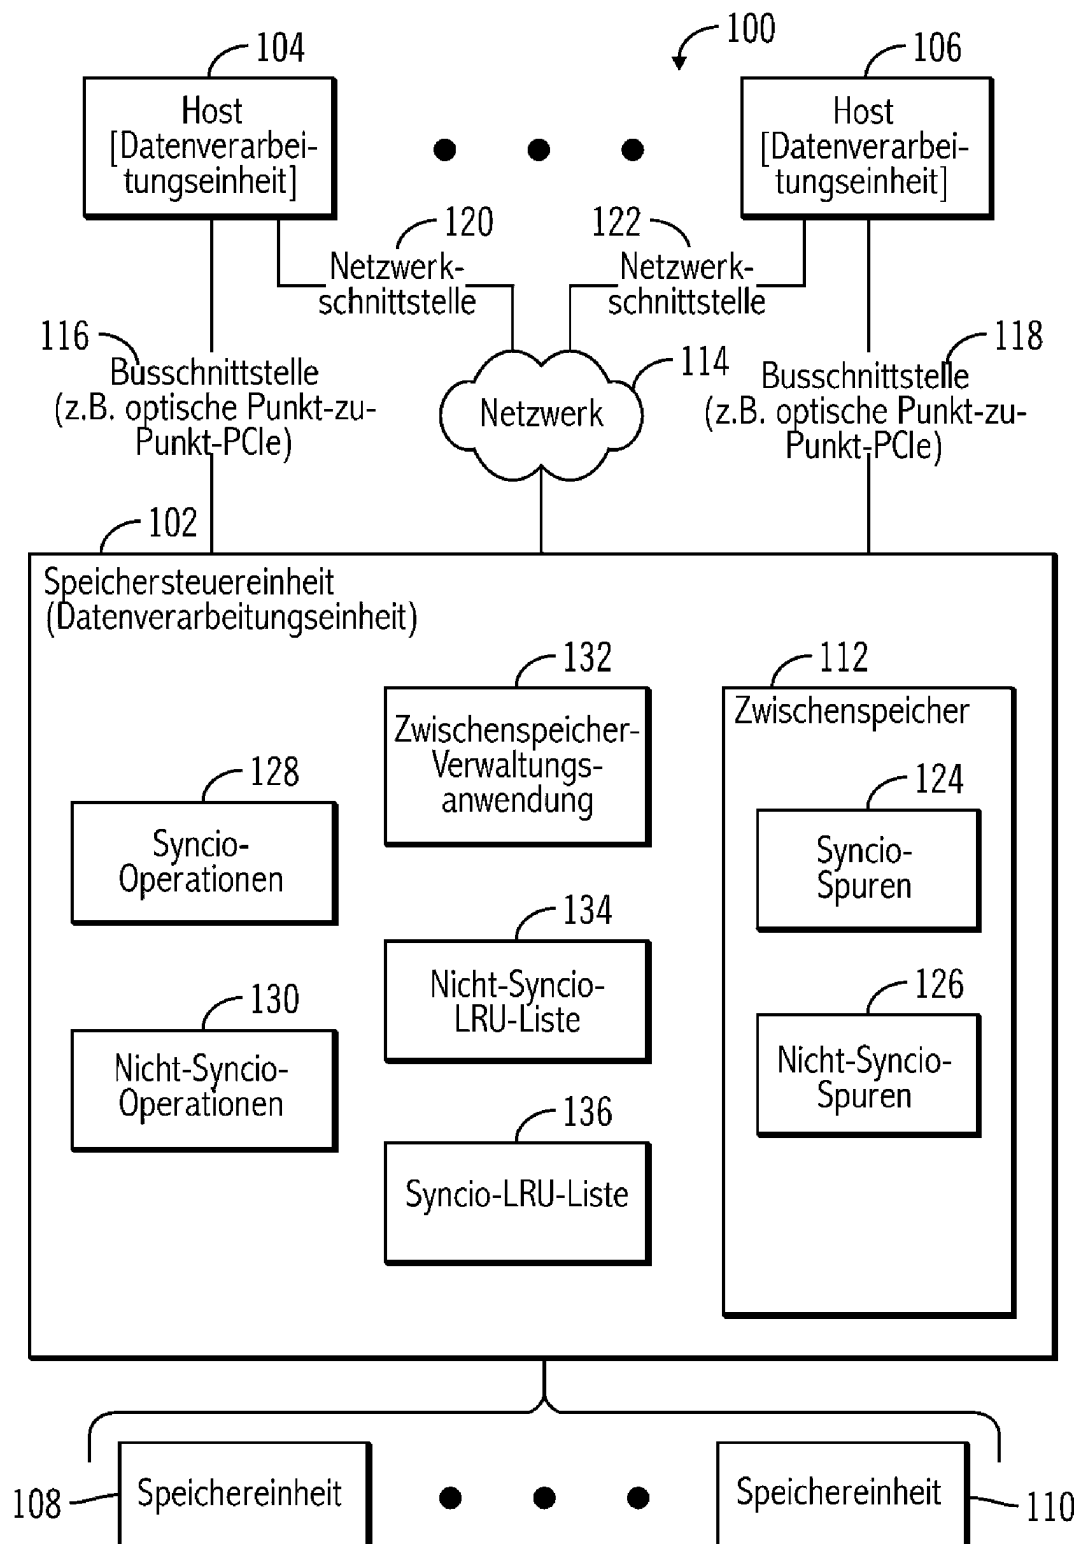 100
104
106
Host
[Datenverarbei-
tungseinheit]
Host
[Datenverarbei-
tungseinheit]
120
122
Netzwerk-
schnittstelle
Netzwerk-
schnittstelle
116
Busschnittstelle
(z.B. optische Punkt-zu-
Punkt-PCIe)
114
Netzwerk
118
Busschnittstelle
(z.B. optische Punkt-zu-
Punkt-PCIe)
102
Speichersteuereinheit
(Datenverarbeitungseinheit)
128
Syncio-
Operationen
130
Nicht-Syncio-
Operationen
132
Zwischenspeicher-
Verwaltungs-
anwendung
134
Nicht-Syncio-
LRU-Liste
136
Syncio-LRU-Liste
112
Zwischenspeicher
124
Syncio-
Spuren
126
Nicht-Syncio-
Spuren
108
Speichereinheit
Speichereinheit
110